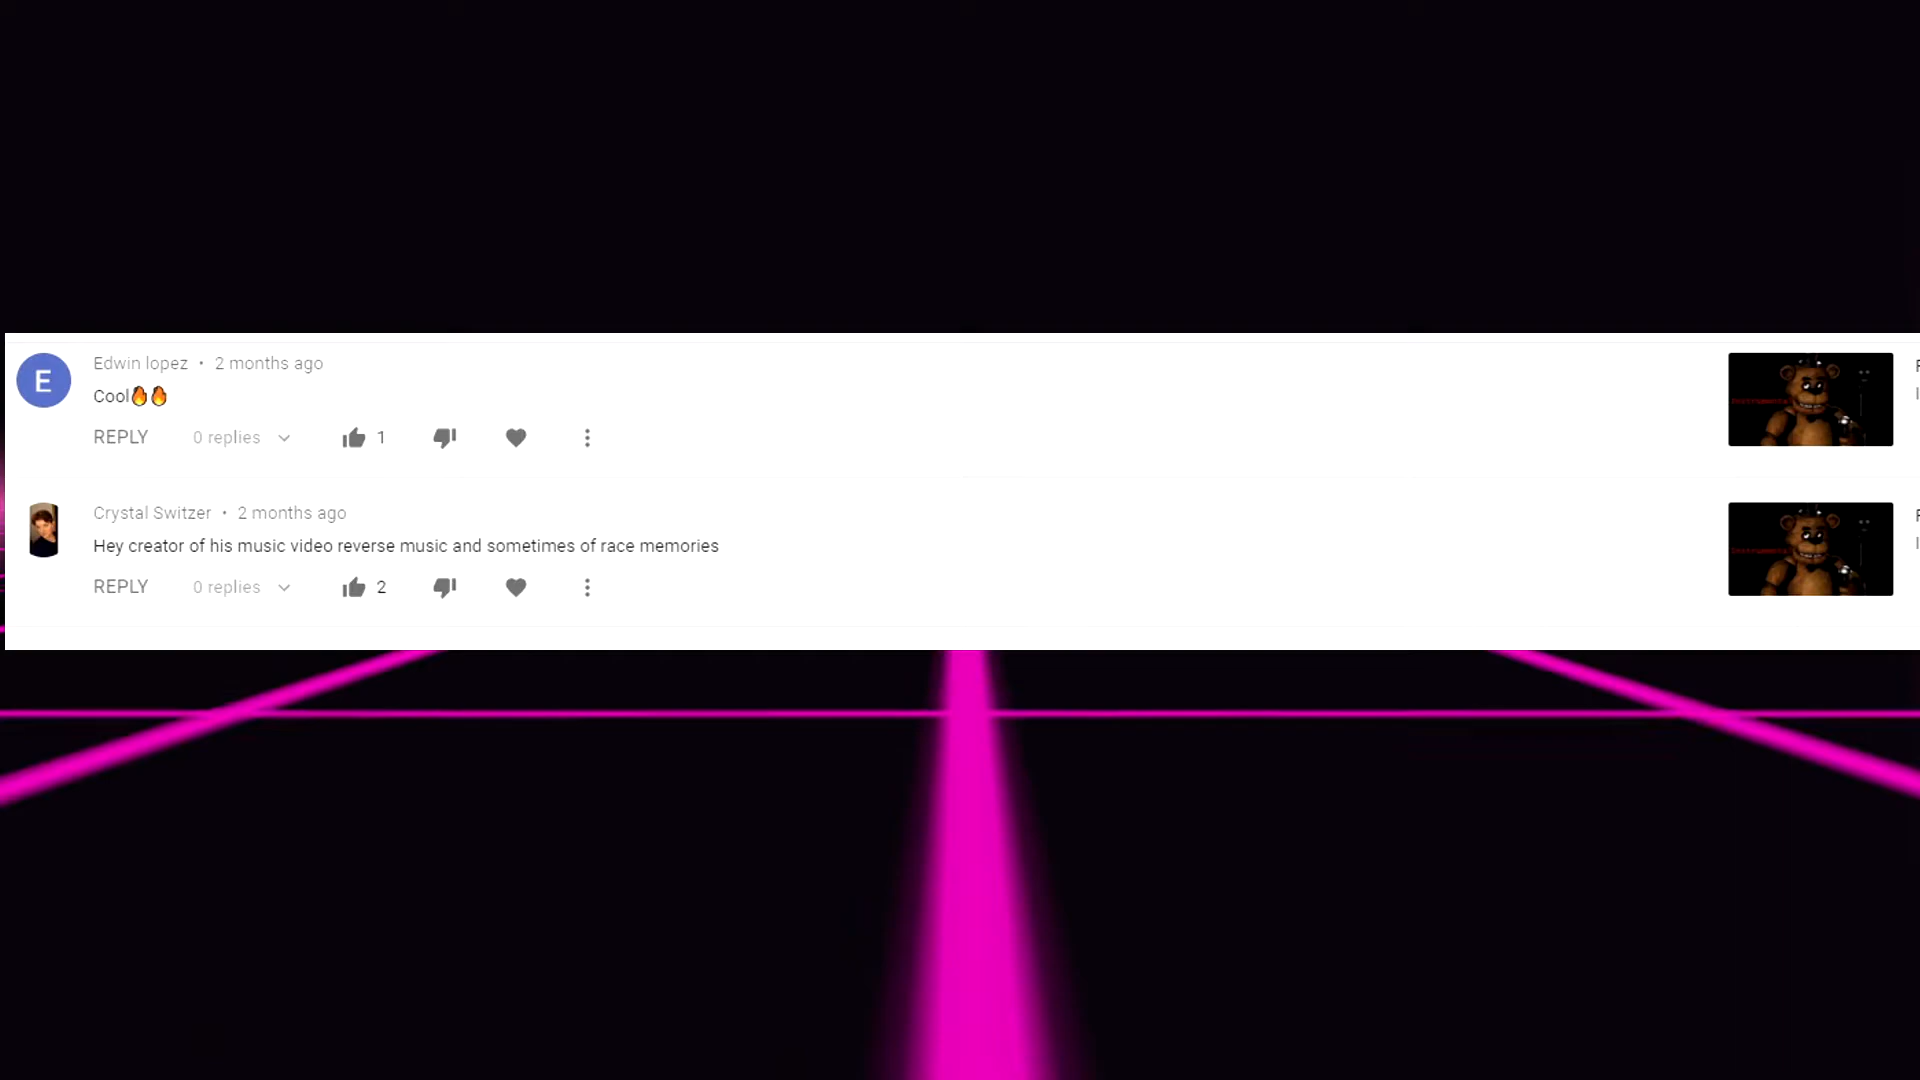 Edwin lopez • 2 months ago
Cool🔥🔥
REPLY 0 replies 1
Crystal Switzer • 2 months ago
Hey creator of his music video reverse music and sometimes of race memories
REPLY 0 replies 2
E
Instrumental